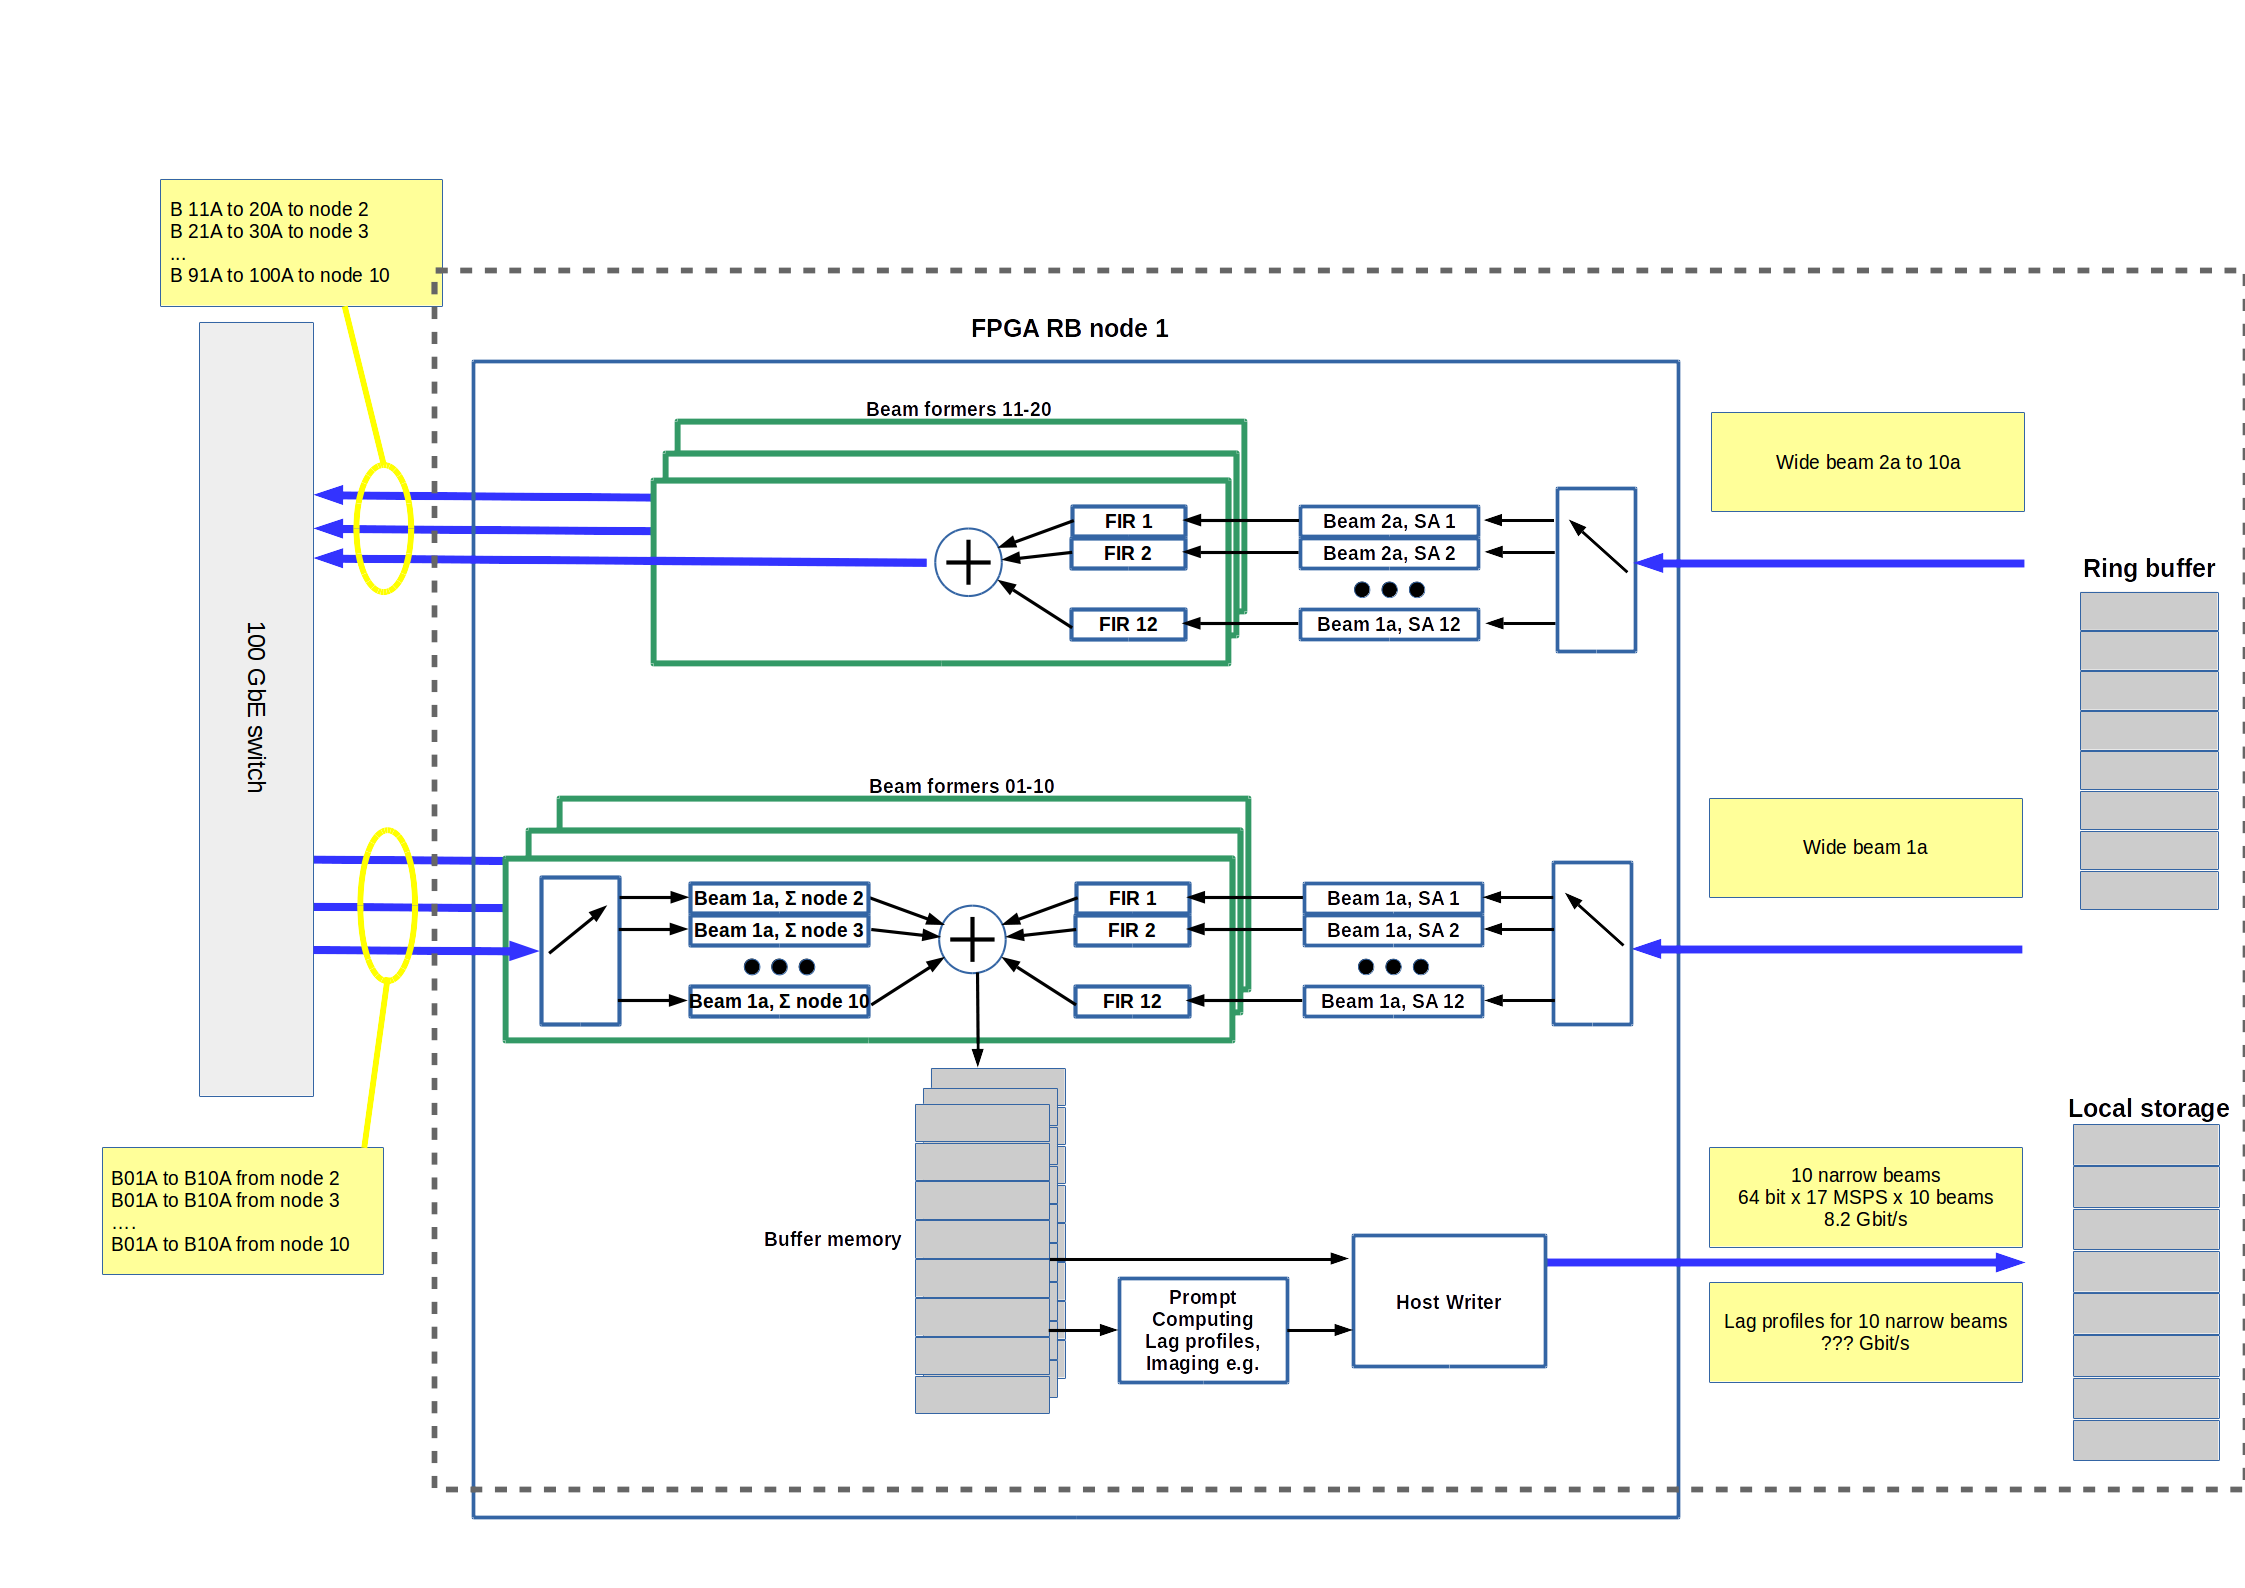 B 11A to 20A to node 2
B 21A to 30A to node 3
...
B 91A to 100A to node 10
FPGA RB node 1
Beam formers 11-20
Wide beam 2a to 10a
FIR 1
Beam 2a, SA 1
FIR 2
Beam 2a, SA 2
FIR 12
Beam 1a, SA 12
Ring buffer
100 GbE switch
Beam formers 01-10
Wide beam 1a
Beam 1a, Σ node 2
FIR 1
Beam 1a, SA 1
Beam 1a, Σ node 3
FIR 2
Beam 1a, SA 2
Beam 1a, Σ node 10
FIR 12
Beam 1a, SA 12
Local storage
B01A to B10A from node 2
B01A to B10A from node 3
....
B01A to B10A from node 10
10 narrow beams
64 bit x 17 MSPS x 10 beams
8.2 Gbit/s
Buffer memory
Prompt
Computing
Lag profiles,
Imaging e.g.
Host Writer
Lag profiles for 10 narrow beams
??? Gbit/s